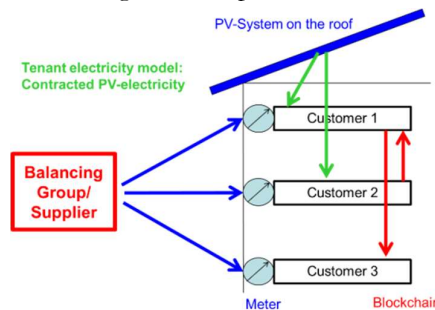 PV-System on the roof
Tenant electricity model:
Contracted PV-electricity
Customer 1
Balancing
Group/
Supplier
Customer 2
Customer 3
Meter
Blockchain